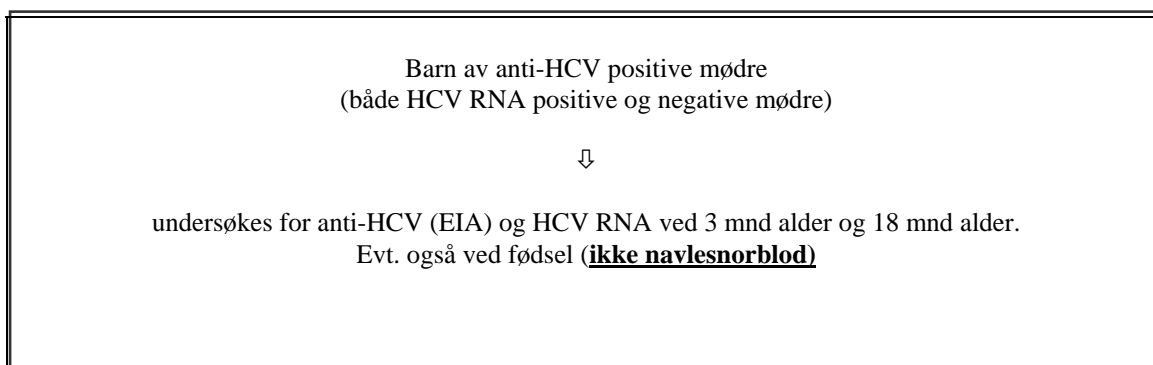 Barn av anti-HCV positive mødre
(både HCV RNA positive og negative mødre)
⇩
undersøkes for anti-HCV (EIA) og HCV RNA ved 3 mnd alder og 18 mnd alder.
Evt. også ved fødsel (ikke navlesnorblod)